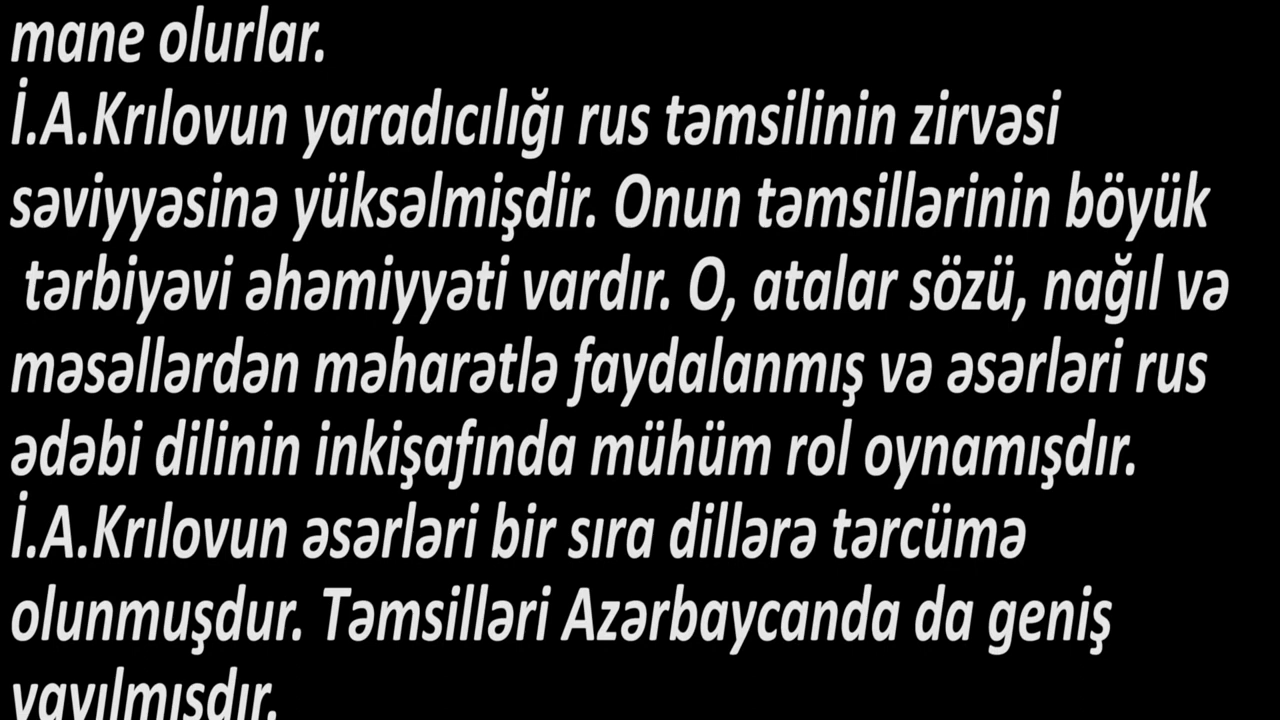 mane olurlar.
İ.A.Krılovun yaradıcılığı rus təmsilinin zirvəsi
səviyyəsinə yüksəlmişdir. Onun təmsillərinin böyük
tərbiyəvi əhəmiyyəti vardır. O, atalar sözü, nağıl və
məsəllərdən məharətlə faydalanmış və əsərləri rus
ədəbi dilinin inkişafında mühüm rol oynamışdır.
İ.A.Krılovun əsərləri bir sıra dillərə tərcümə
olunmuşdur. Təmsilləri Azərbaycanda da geniş
yayılmışdır.